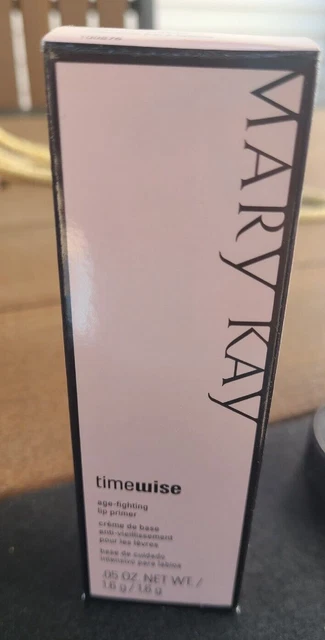 MARY KAY
timewise
age-fighting
lip primer
crème de base
anti-vieillissement
pour les lèvres
base de cuidado
intensivo para labios
.05 OZ. NET WT. /
1.6 g / 1.6 g